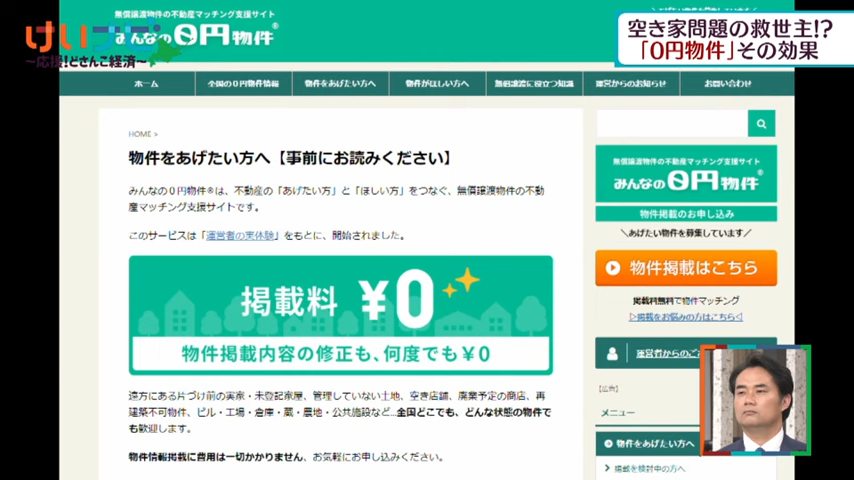 けいナビ
～応援!どさんこ経済～
空き家問題の救世主!?
「0円物件」その効果
無償譲渡物件の不動産マッチング支援サイト
みんなの0円物件®
ホーム
全国の０円物件情報
物件をあげたい方へ
物件がほしい方へ
無償譲渡に役立つ知識
運営からのお知らせ
お問い合わせ
HOME >
物件をあげたい方へ【事前にお読みください】
みんなの０円物件®は、不動産の「あげたい方」と「ほしい方」をつなぐ、無償譲渡物件の不動
産マッチング支援サイトです。
このサービスは「運営者の実体験」をもとに、開始されました。
掲載料 ¥0
物件掲載内容の修正も、何度でも¥0
遠方にある片づけ前の実家・未登記家屋、管理していない土地、空き店舗、廃業予定の商店、再
建築不可物件、ビル・工場・倉庫・蔵・農地・公共施設など…全国どこでも、どんな状態の物件で
も歓迎します。
物件情報掲載に費用は一切かかりません、お気軽にお申し込みください。
無償譲渡物件の不動産マッチング支援サイト
みんなの0円物件®
物件掲載のお申し込み
＼あげたい物件を募集しています／
物件掲載はこちら
掲載料無料で物件マッチング
▷掲載をお悩みの方はこちら◁
運営者からのご
【広告】
メニュー
物件をあげたい方へ
掲載を検討中の方へ